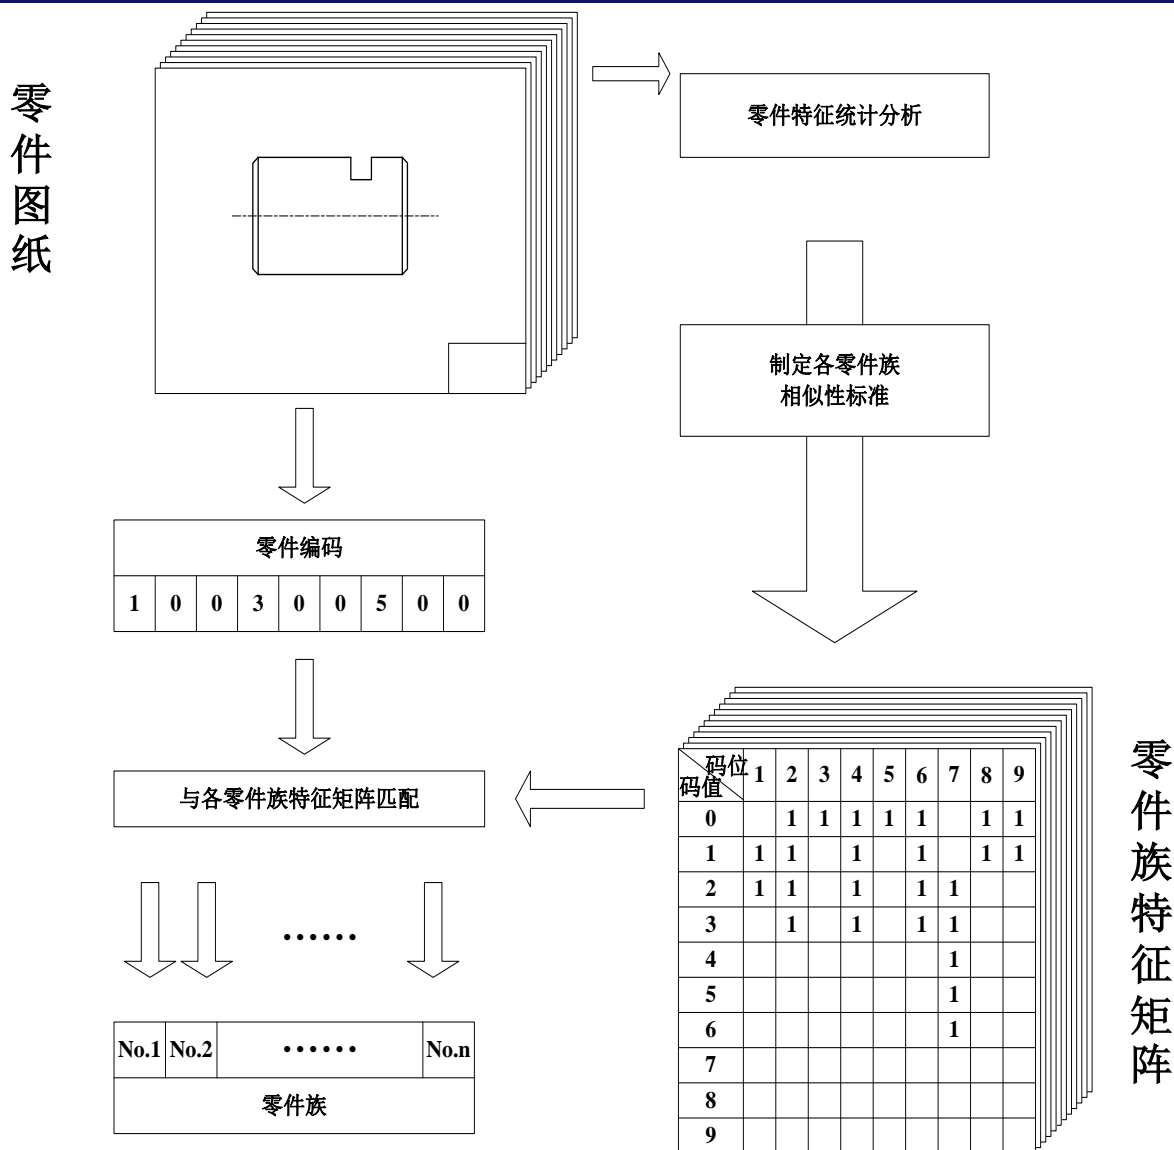 零件图纸
零件特征统计分析
制定各零件族
相似性标准
零件编码
1 0 0 3 0 0 5 0 0
与各零件族特征矩阵匹配
······
No.1 No.2 ······ No.n
零件族
码位 1 2 3 4 5 6 7 8 9
码值
0 1 1 1 1 1 1 1
1 1 1 1 1 1 1
2 1 1 1 1 1
3 1 1 1 1
4 1
5 1
6 1
7
8
9
零件族特征矩阵